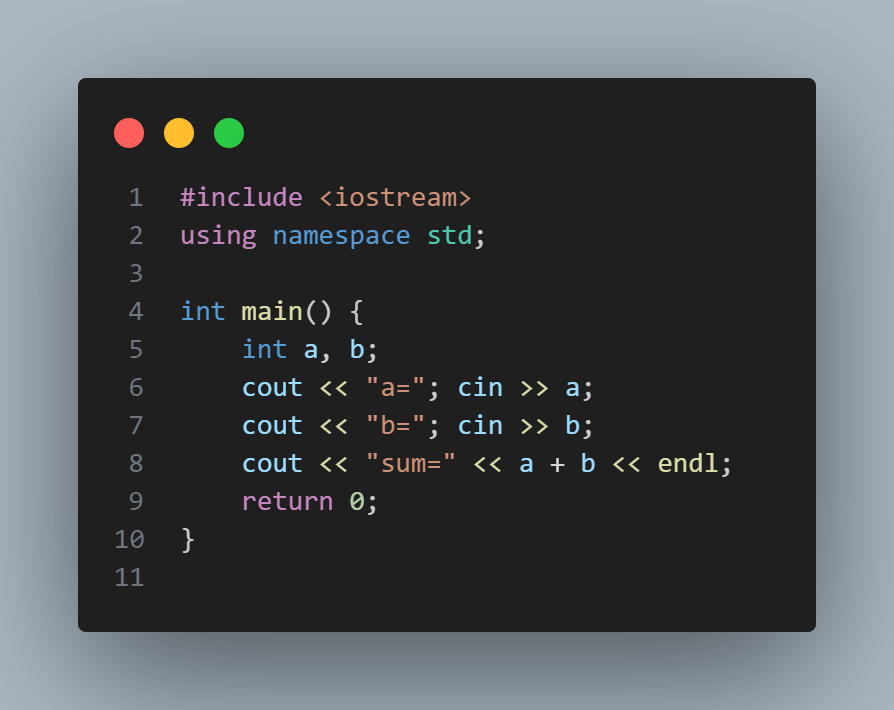 1 #include <iostream>
2 using namespace std;
3
4 int main() {
5     int a, b;
6     cout << "a="; cin >> a;
7     cout << "b="; cin >> b;
8     cout << "sum=" << a + b << endl;
9     return 0;
10 }
11